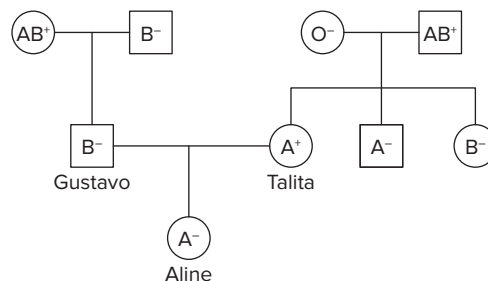 AB⁺ B⁻ O⁻ AB⁺
B⁻ A⁺ A⁻ B⁻
Gustavo Talita
A⁻
Aline